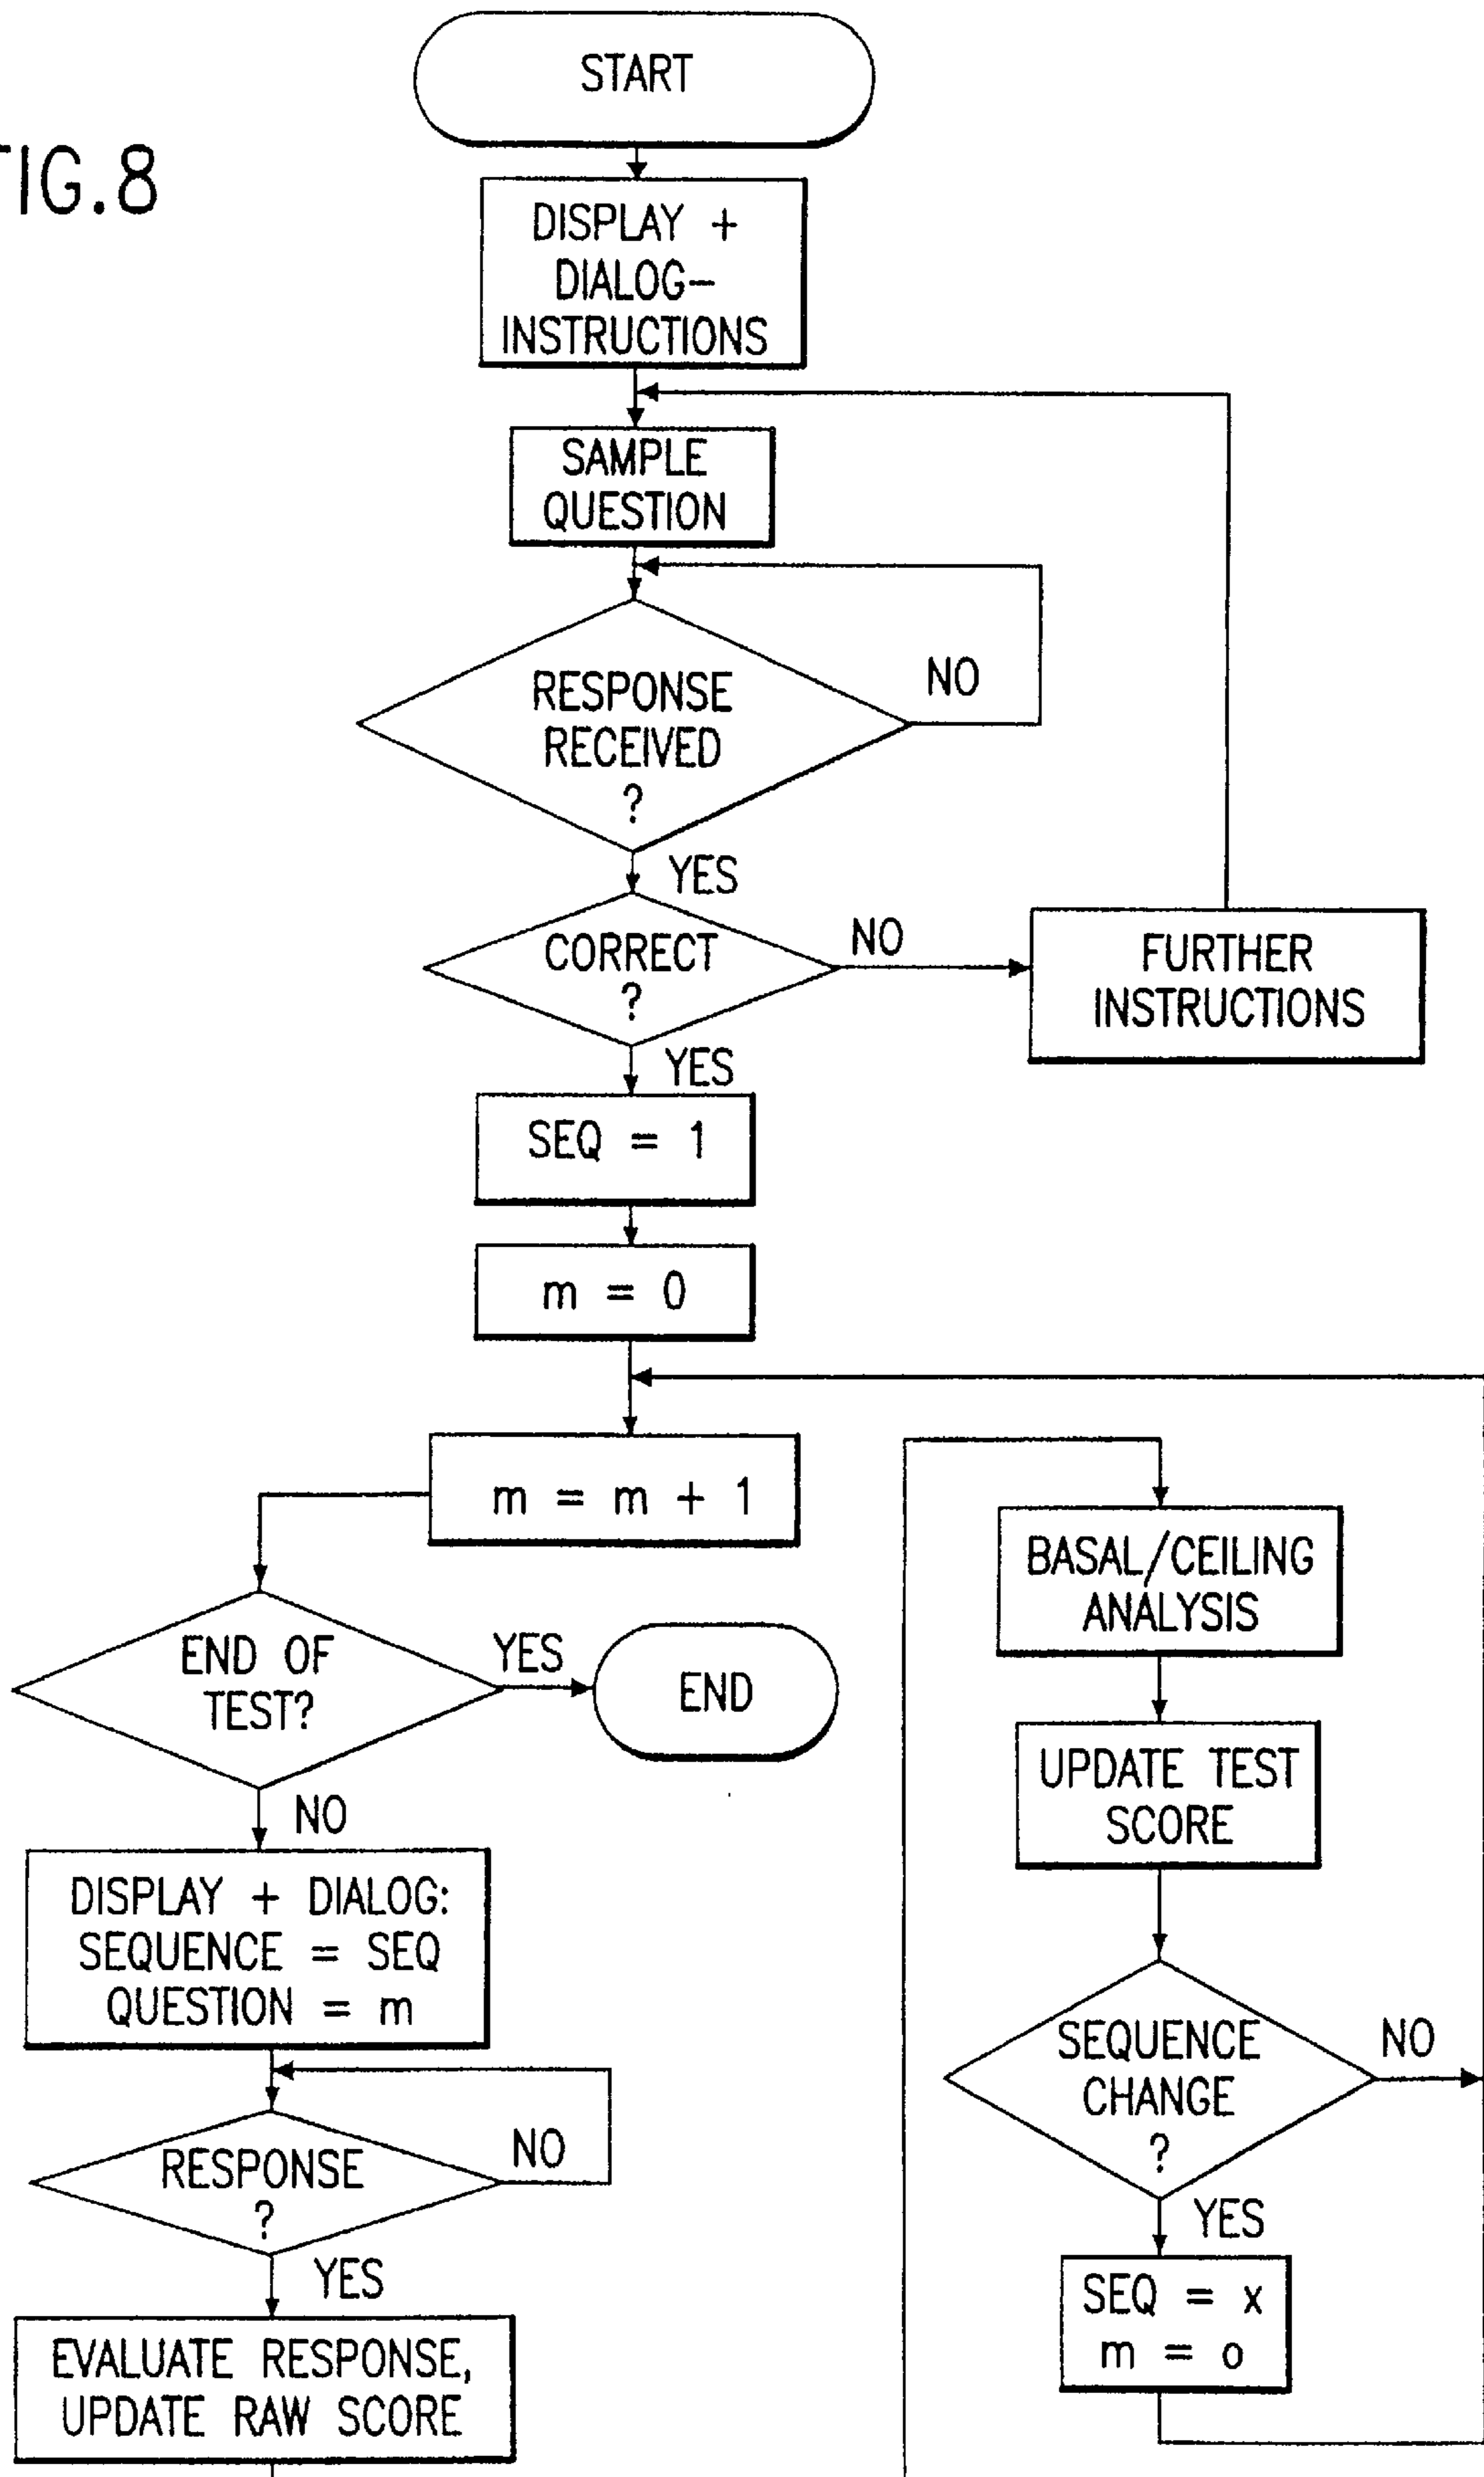 FIG.8
START
DISPLAY +
DIALOG-
INSTRUCTIONS
SAMPLE
QUESTION
RESPONSE
RECEIVED
?
NO
YES
CORRECT
?
NO
FURTHER
INSTRUCTIONS
YES
SEQ = 1
m = 0
m = m + 1
END OF
TEST?
YES
END
NO
DISPLAY + DIALOG:
SEQUENCE = SEQ
QUESTION = m
RESPONSE
?
NO
YES
EVALUATE RESPONSE,
UPDATE RAW SCORE
BASAL/CEILING
ANALYSIS
UPDATE TEST
SCORE
SEQUENCE
CHANGE
?
NO
YES
SEQ = x
m = o